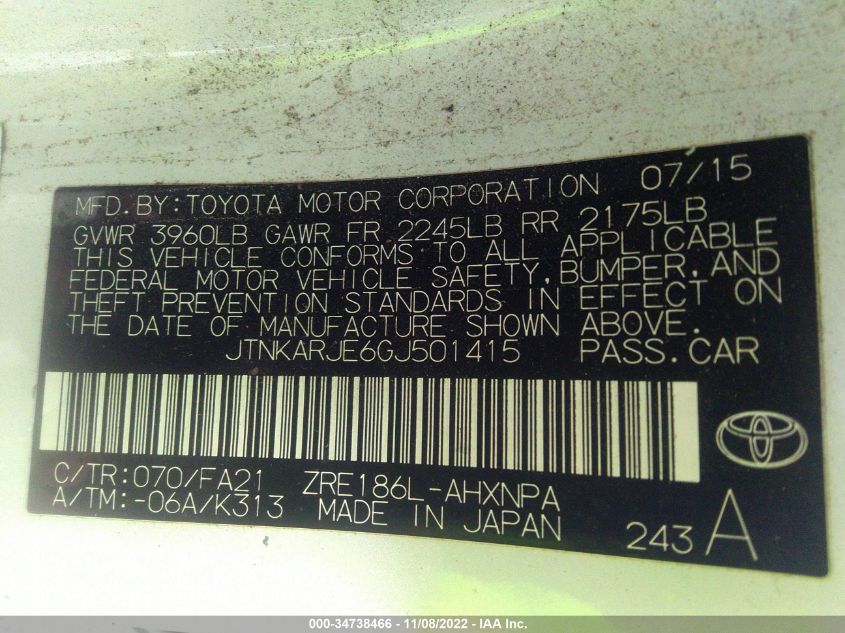 MFD.BY:TOYOTA MOTOR CORPORATION 07/15
GVWR 3960LB GAWR FR 2245LB RR 2175LB
THIS VEHICLE CONFORMS TO ALL APPLICABLE
FEDERAL MOTOR VEHICLE SAFETY,BUMPER,AND
THEFT PREVENTION STANDARDS IN EFFECT ON
THE DATE OF MANUFACTURE SHOWN ABOVE.
JTNKARJE6GJ501415 PASS.CAR
C/TR:070/FA21 ZRE186L-AHXNPA
A/TM:-06A/K313 MADE IN JAPAN 243 A
000-34738466 - 11/08/2022 - IAA Inc.